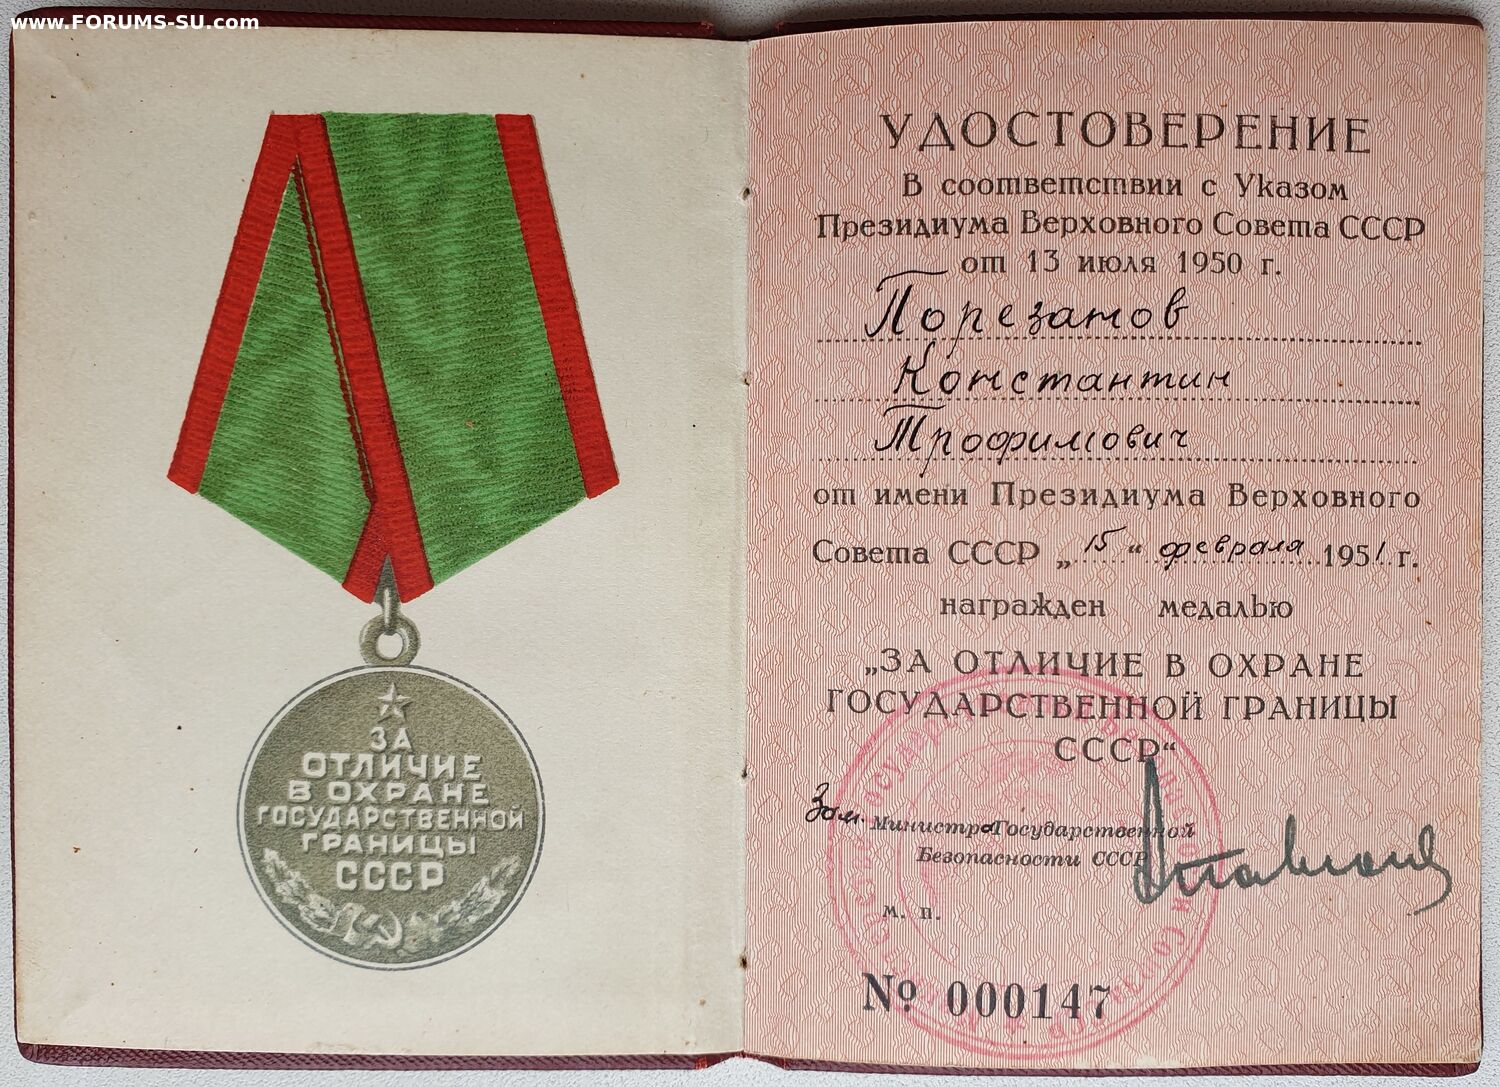 www.FORUMS-SU.com
ЗА
ОТЛИЧИЕ
В ОХРАНЕ
ГОСУДАРСТВЕННОЙ
ГРАНИЦЫ
СССР
УДОСТОВЕРЕНИЕ
В соответствии с Указом
Президиума Верховного Совета СССР
от 13 июля 1950 г.
Порезанов
Константин
Трофимович
от имени Президиума Верховного
Совета СССР „15“ февраля 1951 г.
награжден медалью
„ЗА ОТЛИЧИЕ В ОХРАНЕ
ГОСУДАРСТВЕННОЙ ГРАНИЦЫ
СССР“
Зам. Министра Государственной
Безопасности СССР
м. п.
№ 000147